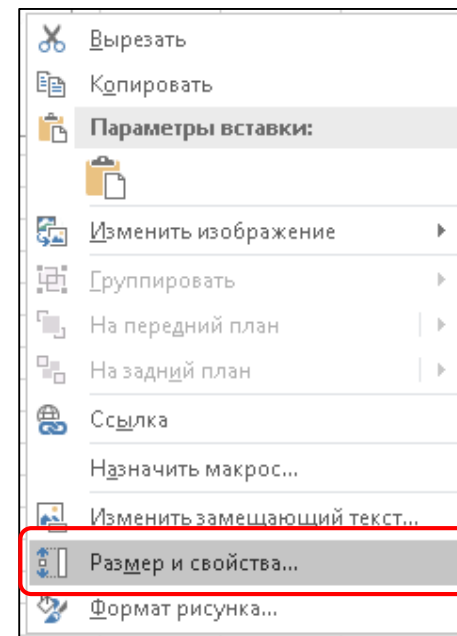 Вырезать
Копировать
Параметры вставки:
Изменить изображение
Группировать
На передний план
На задний план
Ссылка
Назначить макрос...
Изменить замещающий текст...
Размер и свойства...
Формат рисунка...